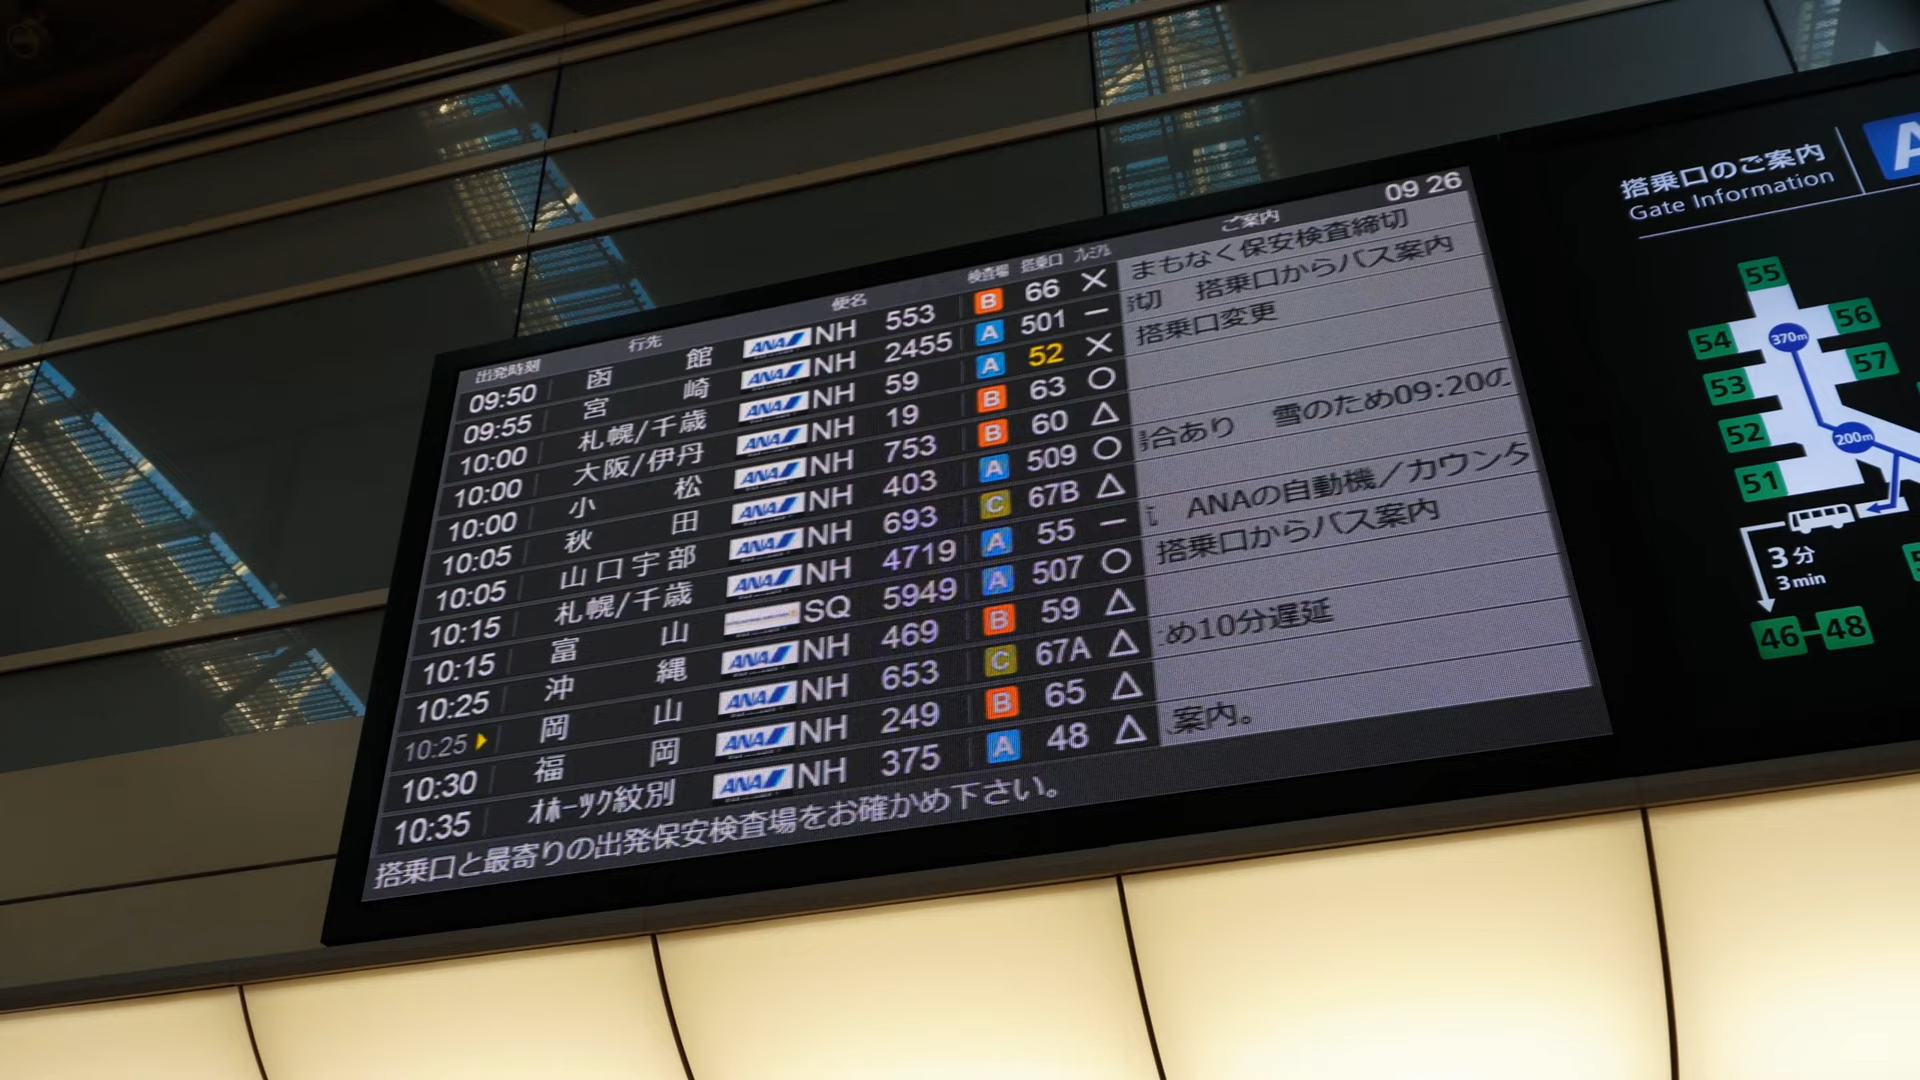 09 26
出発時刻 行先 便名 検査場 搭乗口 プレミアム ご案内
09:50 函館 ANA NH 553 B 66 × まもなく保安検査締切
09:55 宮崎 ANA NH 2455 A 501 － 切 搭乗口からバス案内
10:00 札幌/千歳 ANA NH 59 A 52 × 搭乗口変更
10:00 大阪/伊丹 ANA NH 19 B 63 ○
10:00 小松 ANA NH 753 B 60 △ 合あり 雪のため09:20の
10:05 秋田 ANA NH 403 A 509 ○
10:05 山口宇部 ANA NH 693 C 67B △ ANAの自動機／カウンタ
10:15 札幌/千歳 ANA NH 4719 A 55 － 搭乗口からバス案内
10:15 富山 SQ 5949 A 507 ○
10:25 沖縄 ANA NH 469 B 59 △ め10分遅延
10:25 岡山 ANA NH 653 C 67A △
10:30 福岡 ANA NH 249 B 65 △
10:35 オホーツク紋別 ANA NH 375 A 48 △ 案内。
搭乗口と最寄りの出発保安検査場をお確かめ下さい。
搭乗口のご案内
Gate Information
A
55
54
370m
56
53
57
52
200m
51
3分
3 min
46
48